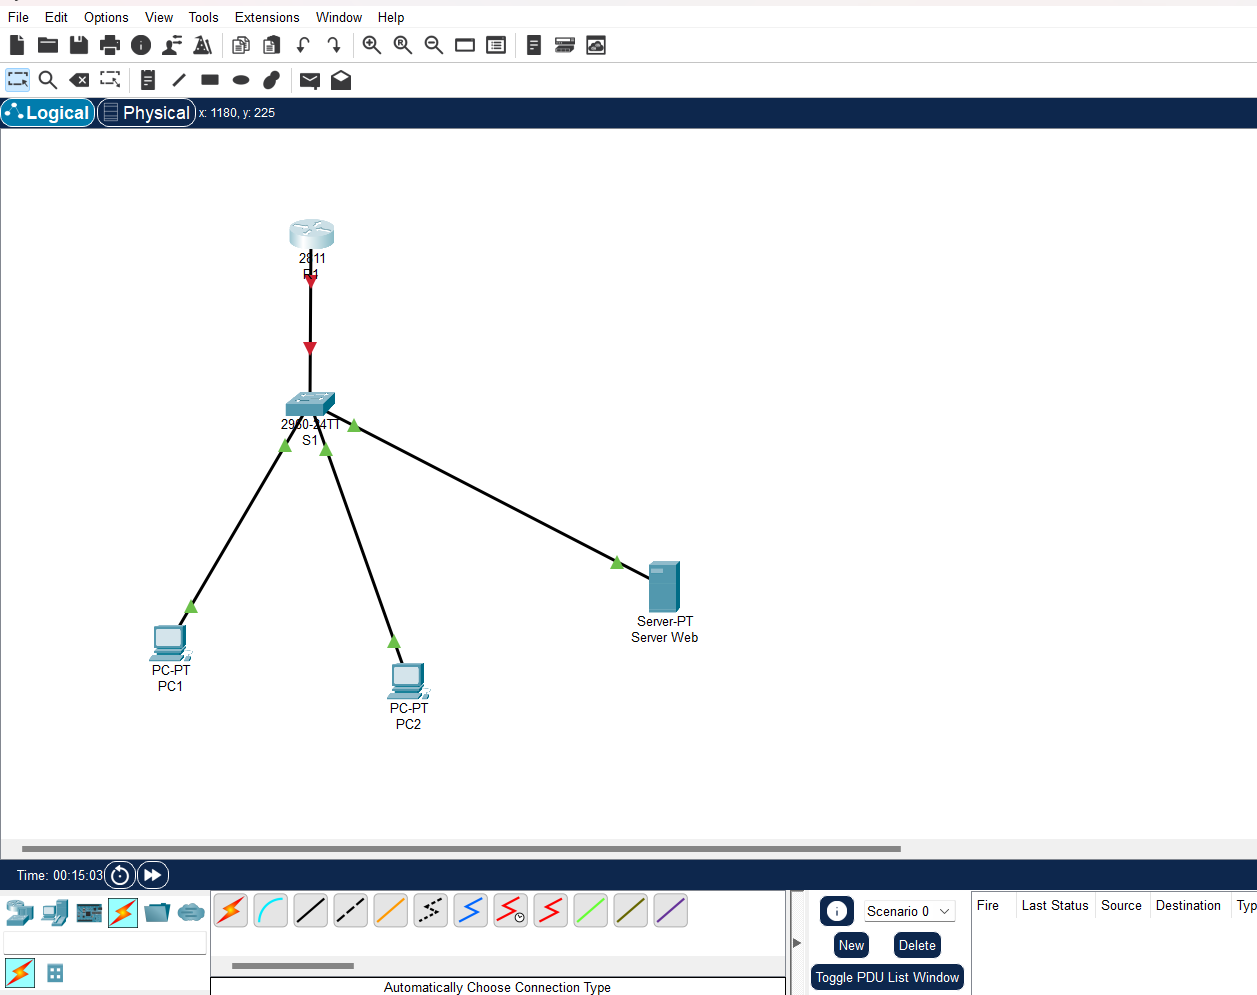 File Edit Options View Tools Extensions Window Help
Logical Physical x: 1180, y: 225
2811
R1
2960-24TT
S1
Server-PT
Server Web
PC-PT
PC1
PC-PT
PC2
Time: 00:15:03
Scenario 0
Fire Last Status Source Destination Typ
New Delete
Toggle PDU List Window
Automatically Choose Connection Type